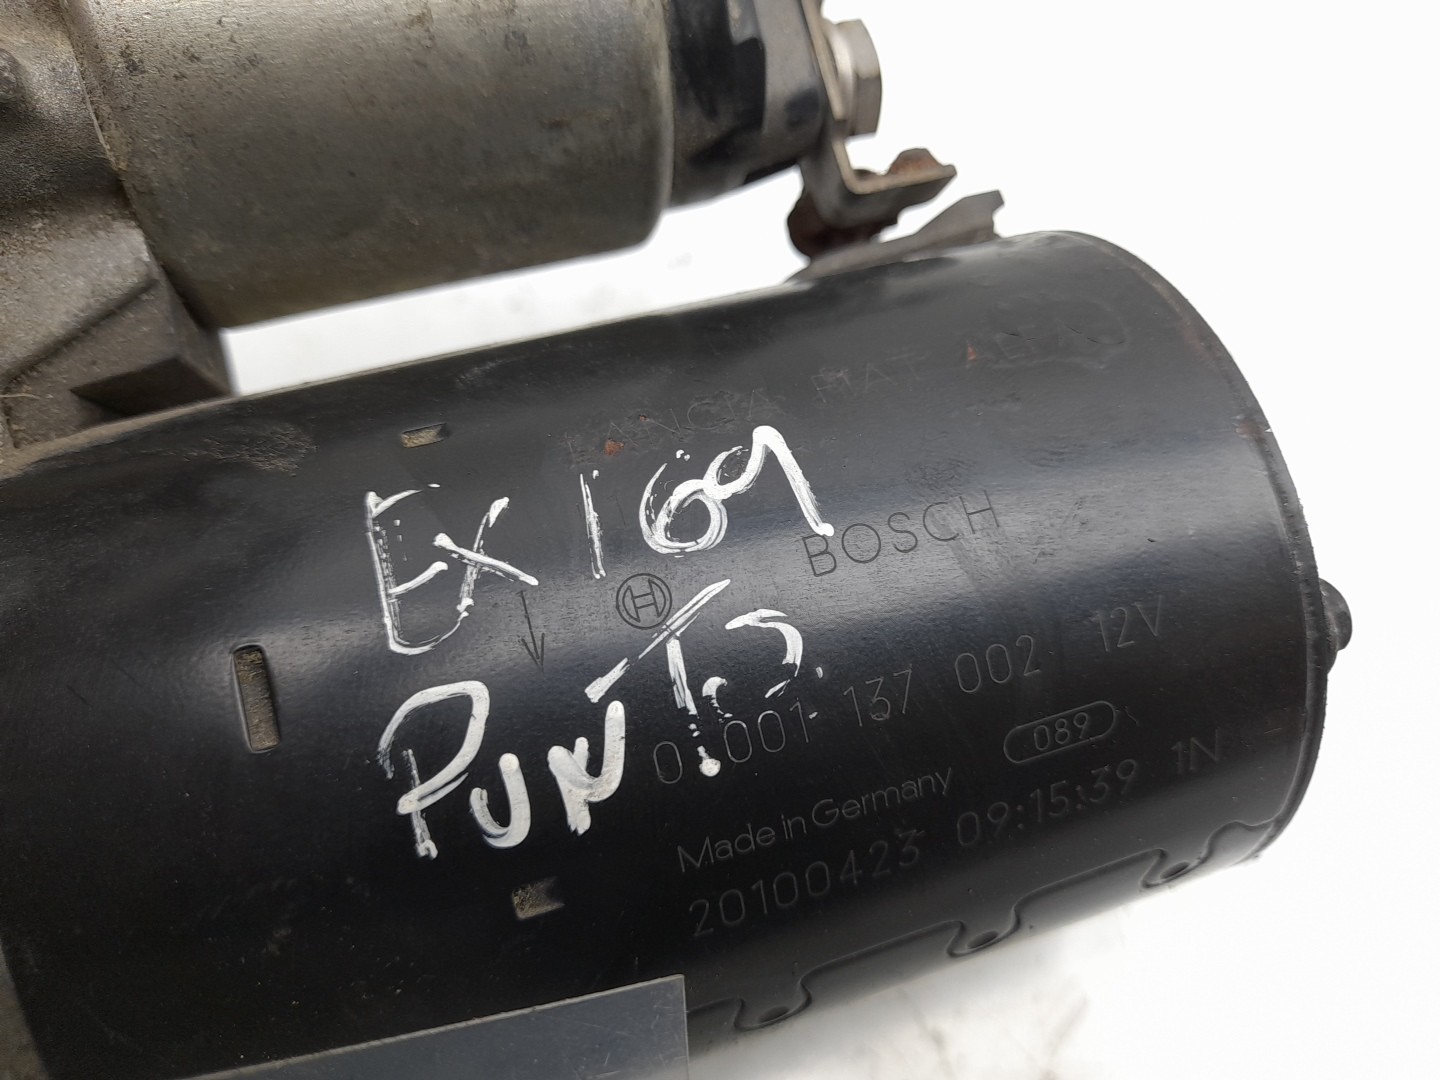 LANCIA FIAT ALFA
Ex 169
BOSCH
PUNTO.
0 001 137 002 12V
089
Made in Germany
20100423 09:15:39 1N